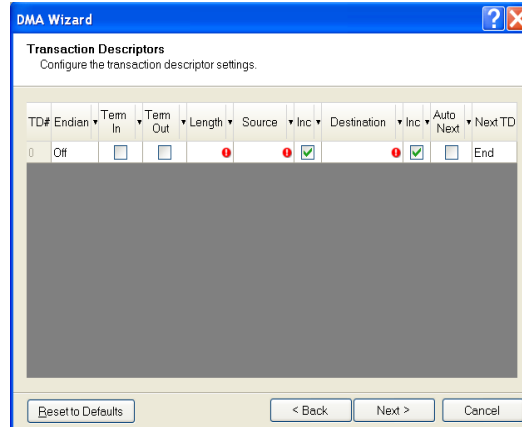 DMA Wizard
Transaction Descriptors
Configure the transaction descriptor settings.
TD# Endian Term In Term Out Length Source Inc Destination Inc Auto Next Next TD
0 Off End
Reset to Defaults < Back Next > Cancel